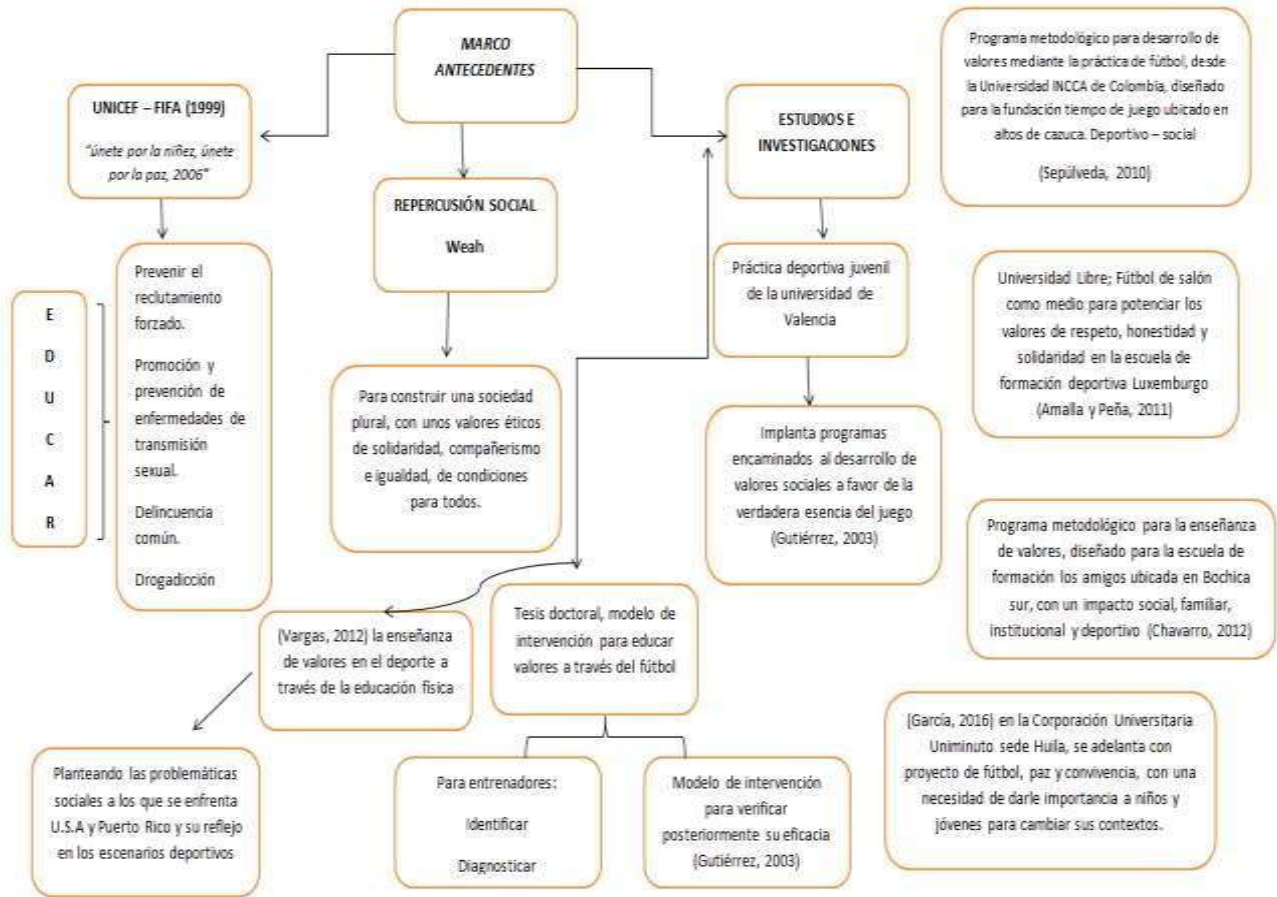 MARCO
ANTECEDENTES
UNICEF – FIFA (1999)
"únete por la niñez, únete
por la paz, 2006"
E
D
U
C
A
R
Prevenir el
reclutamiento
forzado.
Promoción y
prevención de
enfermedades de
transmisión
sexual.
Delincuencia
común.
Drogadicción
REPERCUSIÓN SOCIAL
Weah
Para construir una sociedad
plural, con unos valores éticos
de solidaridad, compañerismo
e igualdad, de condiciones
para todos.
ESTUDIOS E
INVESTIGACIONES
Práctica deportiva juvenil
de la universidad de
Valencia
Implanta programas
encaminados al desarrollo de
valores sociales a favor de la
verdadera esencia del juego
(Gutiérrez, 2003)
(Vargas, 2012) la enseñanza
de valores en el deporte a
través de la educación física
Planteando las problemáticas
sociales a los que se enfrenta
U.S.A y Puerto Rico y su reflejo
en los escenarios deportivos
Tesis doctoral, modelo de
intervención para educar
valores a través del fútbol
Para entrenadores:
Identificar
Diagnosticar
Modelo de intervención
para verificar
posteriormente su eficacia
(Gutiérrez, 2003)
Programa metodológico para desarrollo de
valores mediante la práctica de fútbol, desde
la Universidad INCCA de Colombia, diseñado
para la fundación tiempo de juego ubicado en
altos de cazuca. Deportivo – social
(Sepúlveda, 2010)
Universidad Libre; Fútbol de salón
como medio para potenciar los
valores de respeto, honestidad y
solidaridad en la escuela de
formación deportiva Luxemburgo
(Amalla y Peña, 2011)
Programa metodológico para la enseñanza
de valores, diseñado para la escuela de
formación los amigos ubicada en Bochica
sur, con un impacto social, familiar,
institucional y deportivo (Chavarro, 2012)
(García, 2016) en la Corporación Universitaria
Uniminuto sede Huila, se adelanta con
proyecto de fútbol, paz y convivencia, con una
necesidad de darle importancia a niños y
jóvenes para cambiar sus contextos.